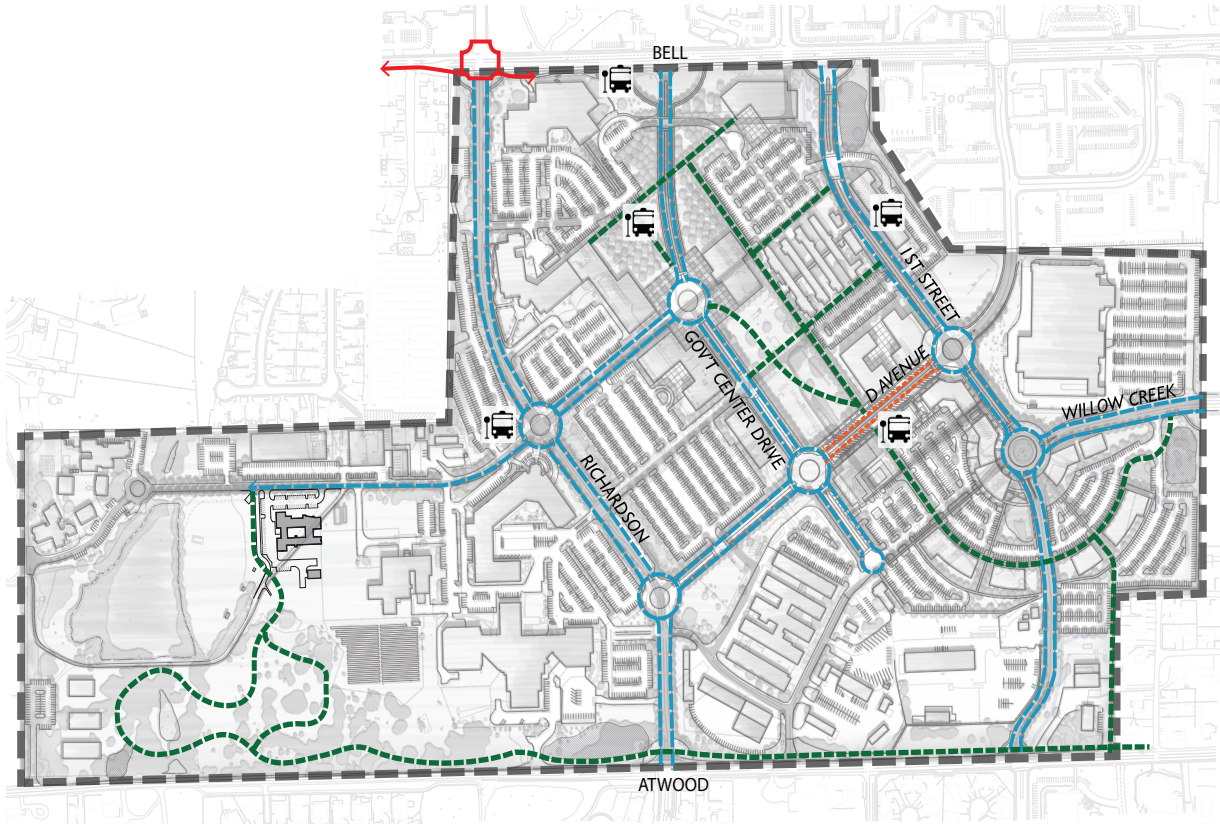 BELL
1ST STREET
D AVENUE
GOV'T CENTER DRIVE
WILLOW CREEK
RICHARDSON
ATWOOD